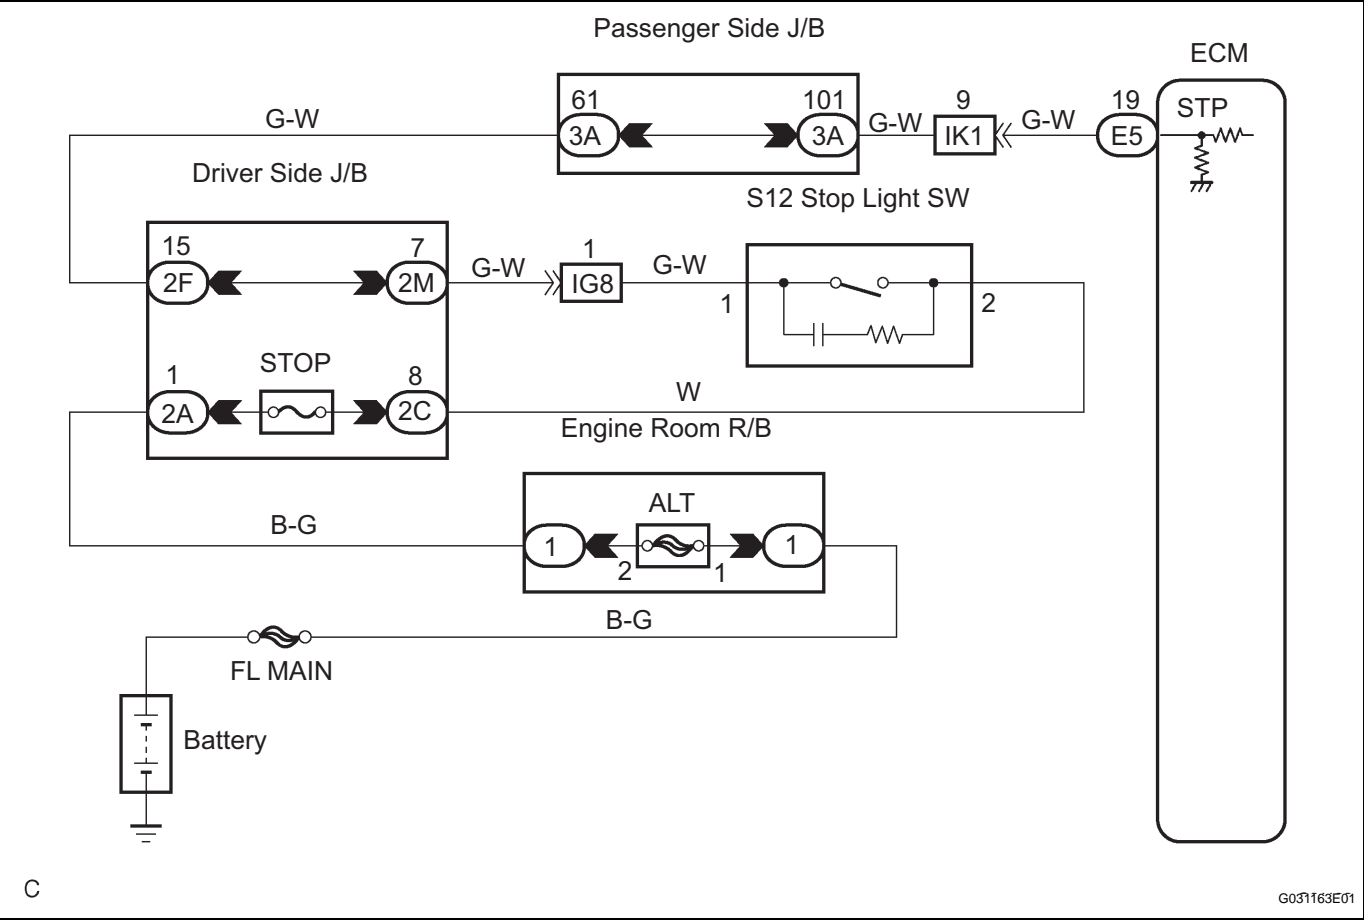 Passenger Side J/B
ECM
61
101
9
19
STP
G-W
3A
3A
G-W
IK1
G-W
E5
Driver Side J/B
S12 Stop Light SW
15
7
1
2F
2M
G-W
IG8
G-W
1
2
STOP
1
8
2A
2C
W
Engine Room R/B
ALT
B-G
1
1
2
1
B-G
FL MAIN
Battery
C
G031163E01